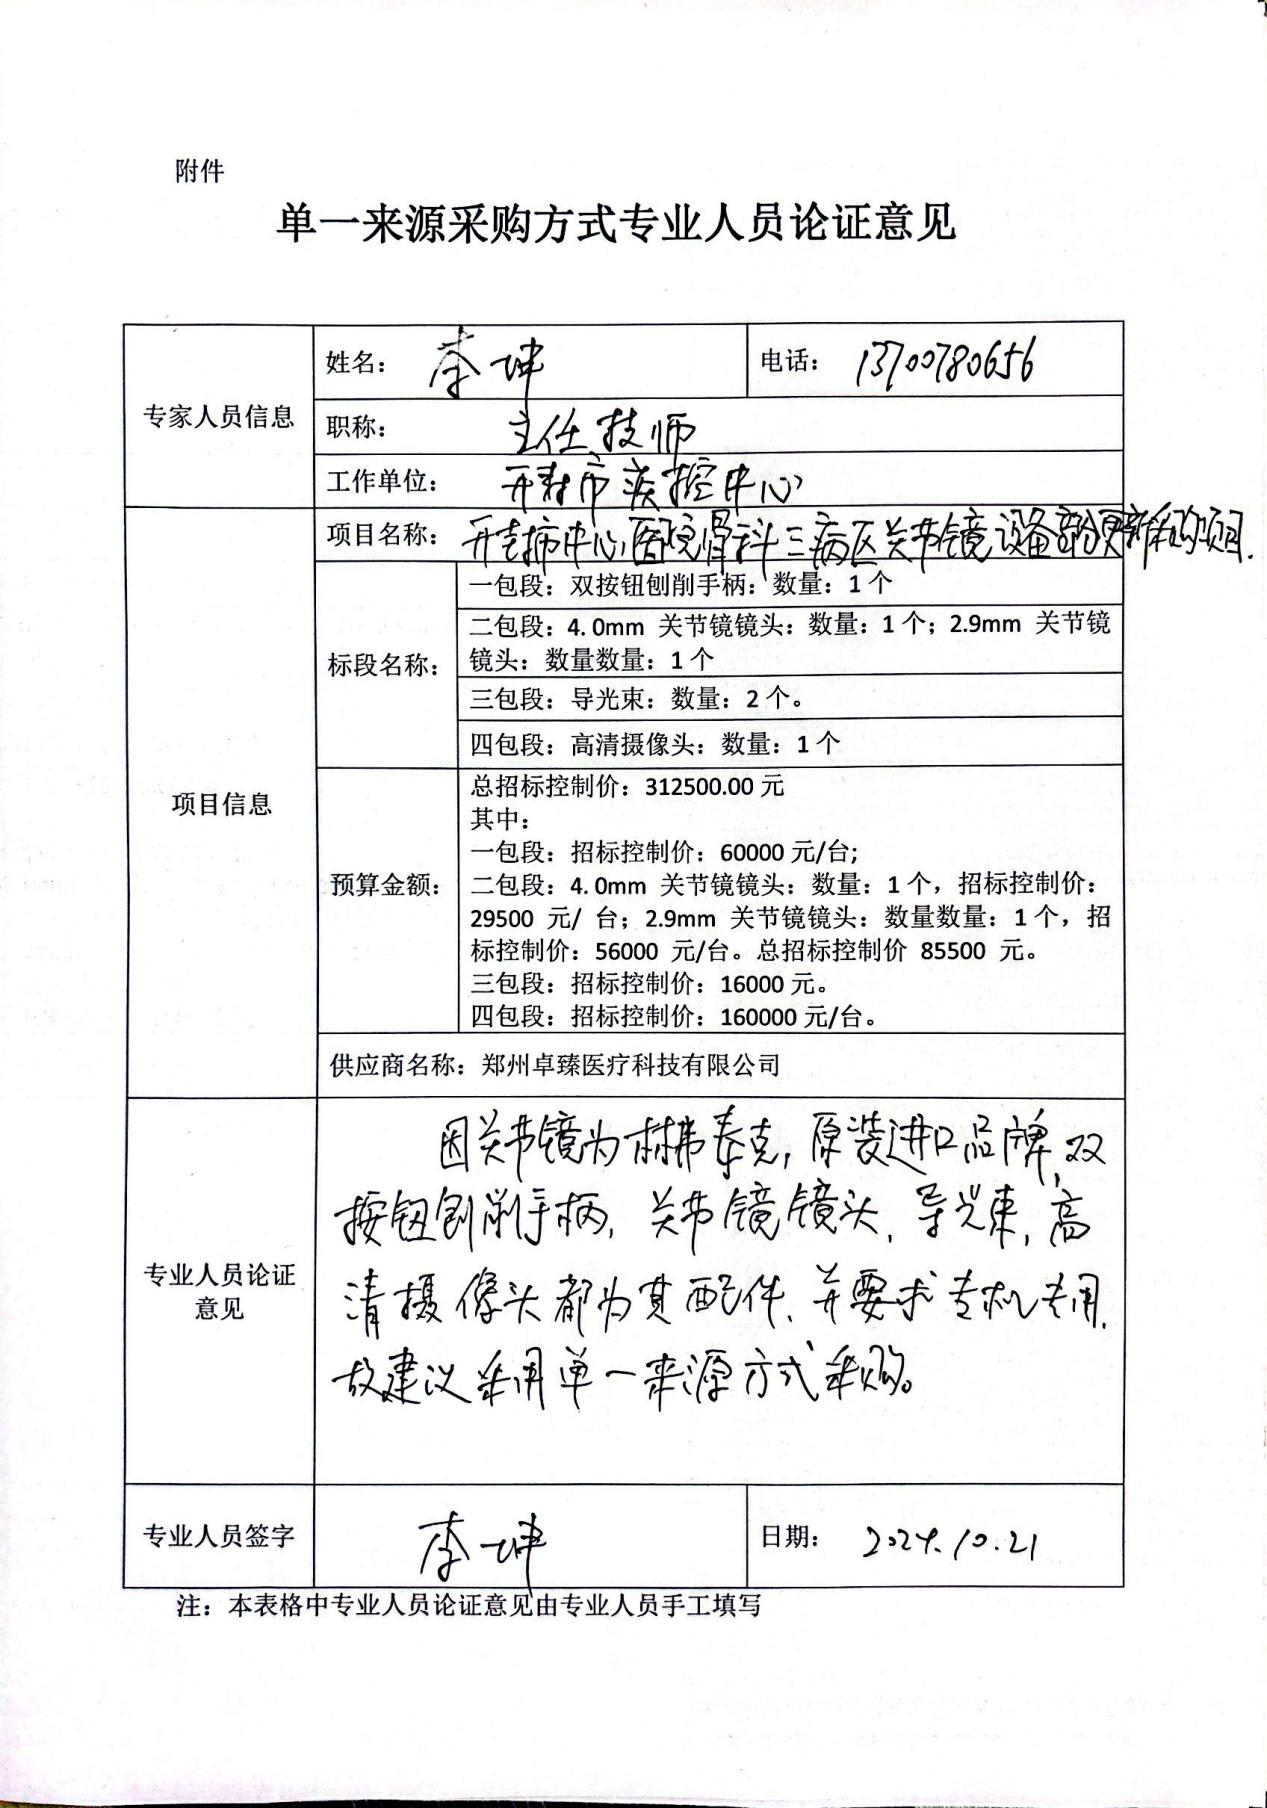 附件
单一来源采购方式专业人员论证意见
专家人员信息
姓名： 李坤
电话： 13700780656
职称： 主任技师
工作单位： 开封市疾控中心
项目信息
项目名称： 开封市中心医院骨科三病区关节镜设备部分更新采购项目.
标段名称：
一包段：双按钮刨削手柄：数量：1个
二包段：4.0mm 关节镜镜头：数量：1个；2.9mm 关节镜
镜头：数量数量：1个
三包段：导光束：数量：2个。
四包段：高清摄像头：数量：1个
预算金额：
总招标控制价：312500.00元
其中：
一包段：招标控制价：60000元/台;
二包段：4.0mm 关节镜镜头：数量：1个，招标控制价：
29500 元/ 台；2.9mm 关节镜镜头：数量数量：1个，招
标控制价：56000 元/台。总招标控制价 85500 元。
三包段：招标控制价：16000元。
四包段：招标控制价：160000元/台。
供应商名称：郑州卓臻医疗科技有限公司
专业人员论证
意见
因关节镜为林弗泰克，原装进口品牌，双
按钮刨削手柄，关节镜镜头，导光束，高
清摄像头都为其配件，并要求专机专用，
故建议采用单一来源方式采购。
专业人员签字
李坤
日期： 2024.10.21
注：本表格中专业人员论证意见由专业人员手工填写